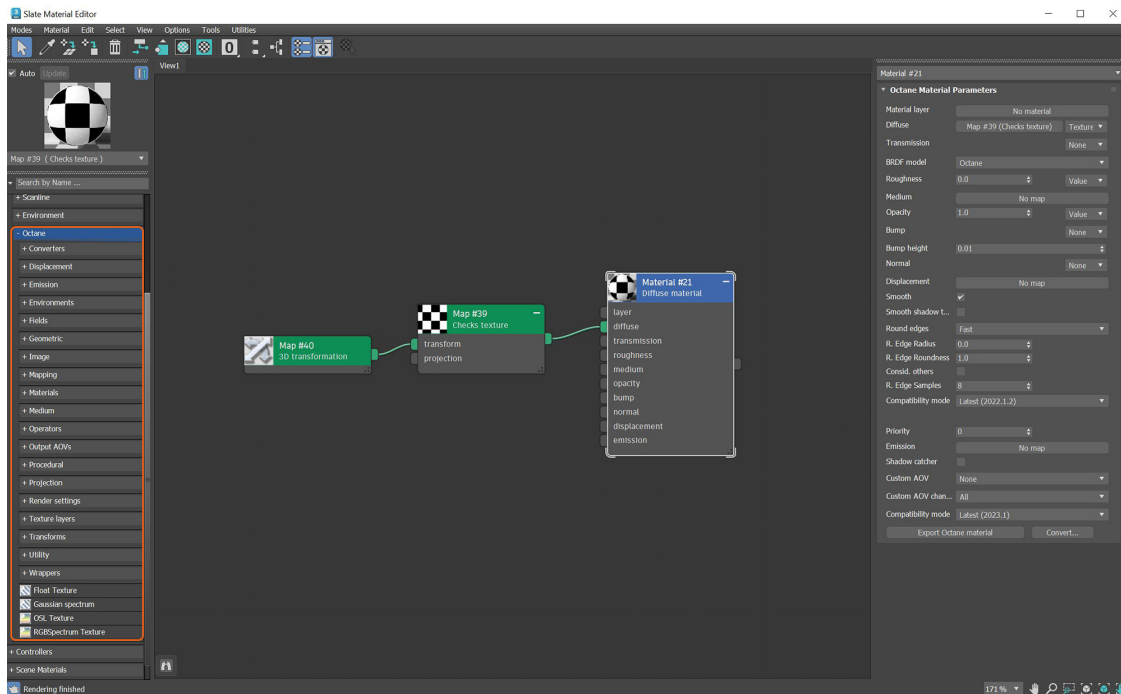 Slate Material Editor
Modes Material Edit Select View Options Tools Utilities
0
Auto Update
View1
Map #39 ( Checks texture )
Search by Name ...
+ Scanline
+ Environment
- Octane
+ Converters
+ Displacement
+ Emission
+ Environments
+ Fields
+ Geometric
+ Image
+ Mapping
+ Materials
+ Medium
+ Operators
+ Output AOVs
+ Procedural
+ Projection
+ Render settings
+ Texture layers
+ Transforms
+ Utility
+ Wrappers
Float Texture
Gaussian spectrum
OSL Texture
RGBSpectrum Texture
+ Controllers
+ Scene Materials
Rendering finished
Map #40
3D transformation
Map #39
Checks texture
transform
projection
Material #21
Diffuse material
layer
diffuse
transmission
roughness
medium
opacity
bump
normal
displacement
emission
Material #21
Octane Material Parameters
Material layer No material
Diffuse Map #39 (Checks texture) Texture
Transmission None
BRDF model Octane
Roughness 0.0 Value
Medium No map
Opacity 1.0 Value
Bump None
Bump height 0.01
Normal None
Displacement No map
Smooth
Smooth shadow t...
Round edges Fast
R. Edge Radius 0.0
R. Edge Roundness 1.0
Consid. others
R. Edge Samples 8
Compatibility mode Latest (2022.1.2)
Priority 0
Emission No map
Shadow catcher
Custom AOV None
Custom AOV chan... All
Compatibility mode Latest (2023.1)
Export Octane material Convert...
171 %